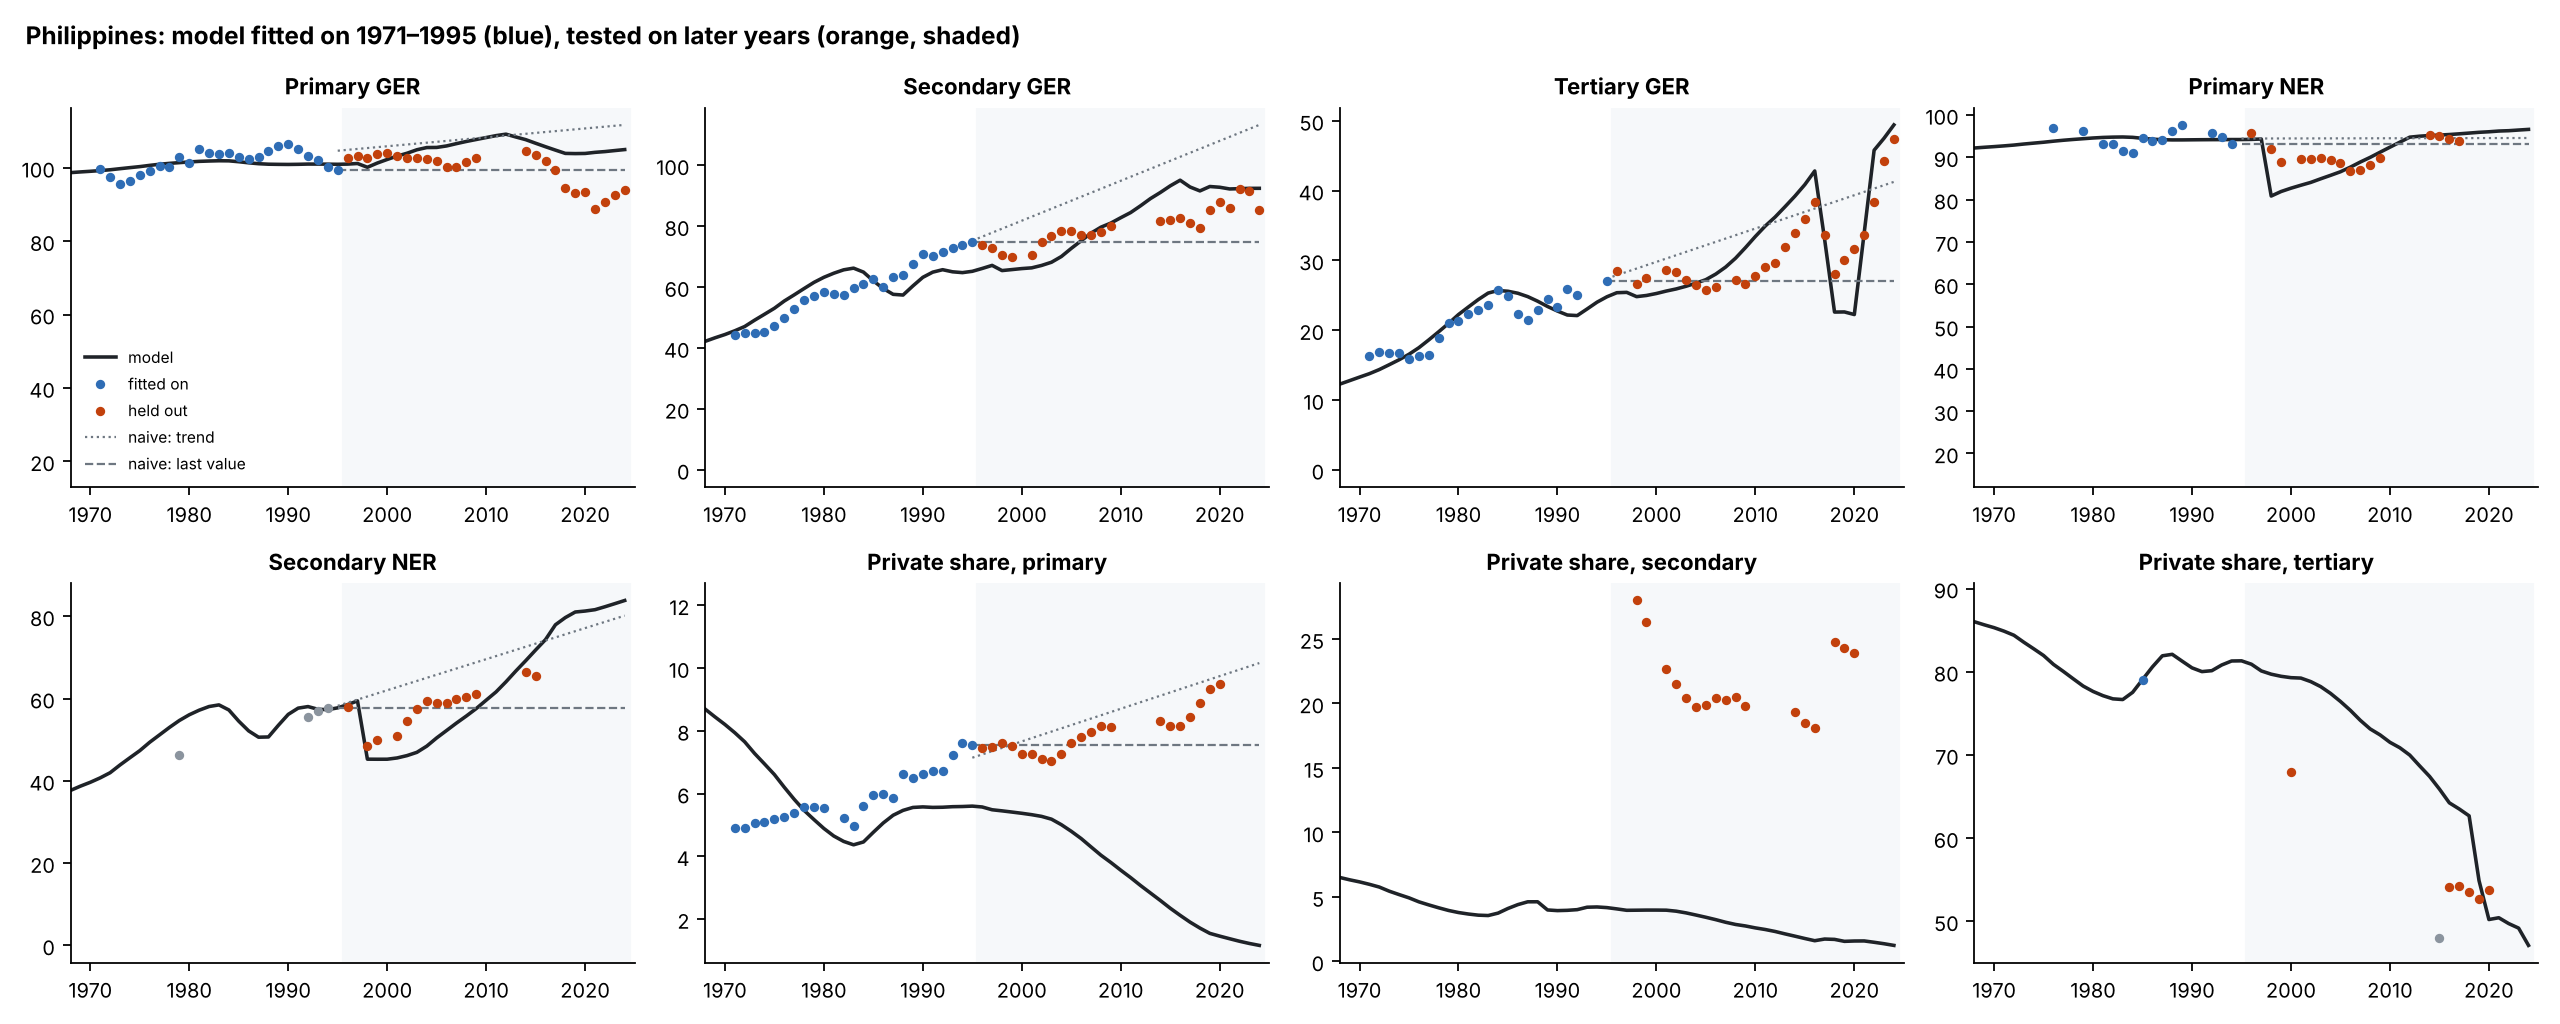 Philippines: model fitted on 1971–1995 (blue), tested on later years (orange, shaded)
Primary GER
100
80
60
40
20
model
fitted on
held out
naive: trend
naive: last value
1970 1980 1990 2000 2010 2020
Secondary GER
100
80
60
40
20
0
1970 1980 1990 2000 2010 2020
Tertiary GER
50
40
30
20
10
0
1970 1980 1990 2000 2010 2020
Primary NER
100
90
80
70
60
50
40
30
20
1970 1980 1990 2000 2010 2020
Secondary NER
80
60
40
20
0
1970 1980 1990 2000 2010 2020
Private share, primary
12
10
8
6
4
2
1970 1980 1990 2000 2010 2020
Private share, secondary
25
20
15
10
5
0
1970 1980 1990 2000 2010 2020
Private share, tertiary
90
80
70
60
50
1970 1980 1990 2000 2010 2020